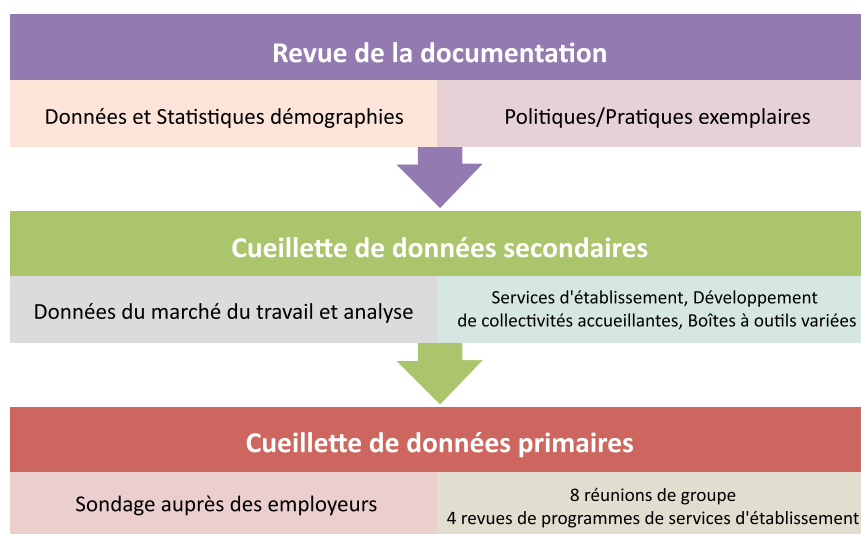 Revue de la documentation
Données et Statistiques démographies
Politiques/Pratiques exemplaires
Cueillette de données secondaires
Données du marché du travail et analyse
Services d'établissement, Développement
de collectivités accueillantes, Boîtes à outils variées
Cueillette de données primaires
Sondage auprès des employeurs
8 réunions de groupe
4 revues de programmes de services d'établissement